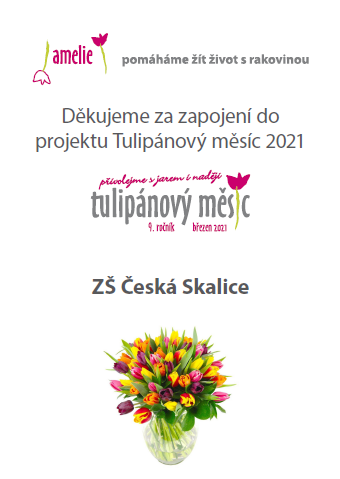 amelie
pomáháme žít život s rakovinou
Děkujeme za zapojení do
projektu Tulipánový měsíc 2021
přivolejme s jarem i naději
tulipánový měsíc
9. ročník březen 2021
ZŠ Česká Skalice